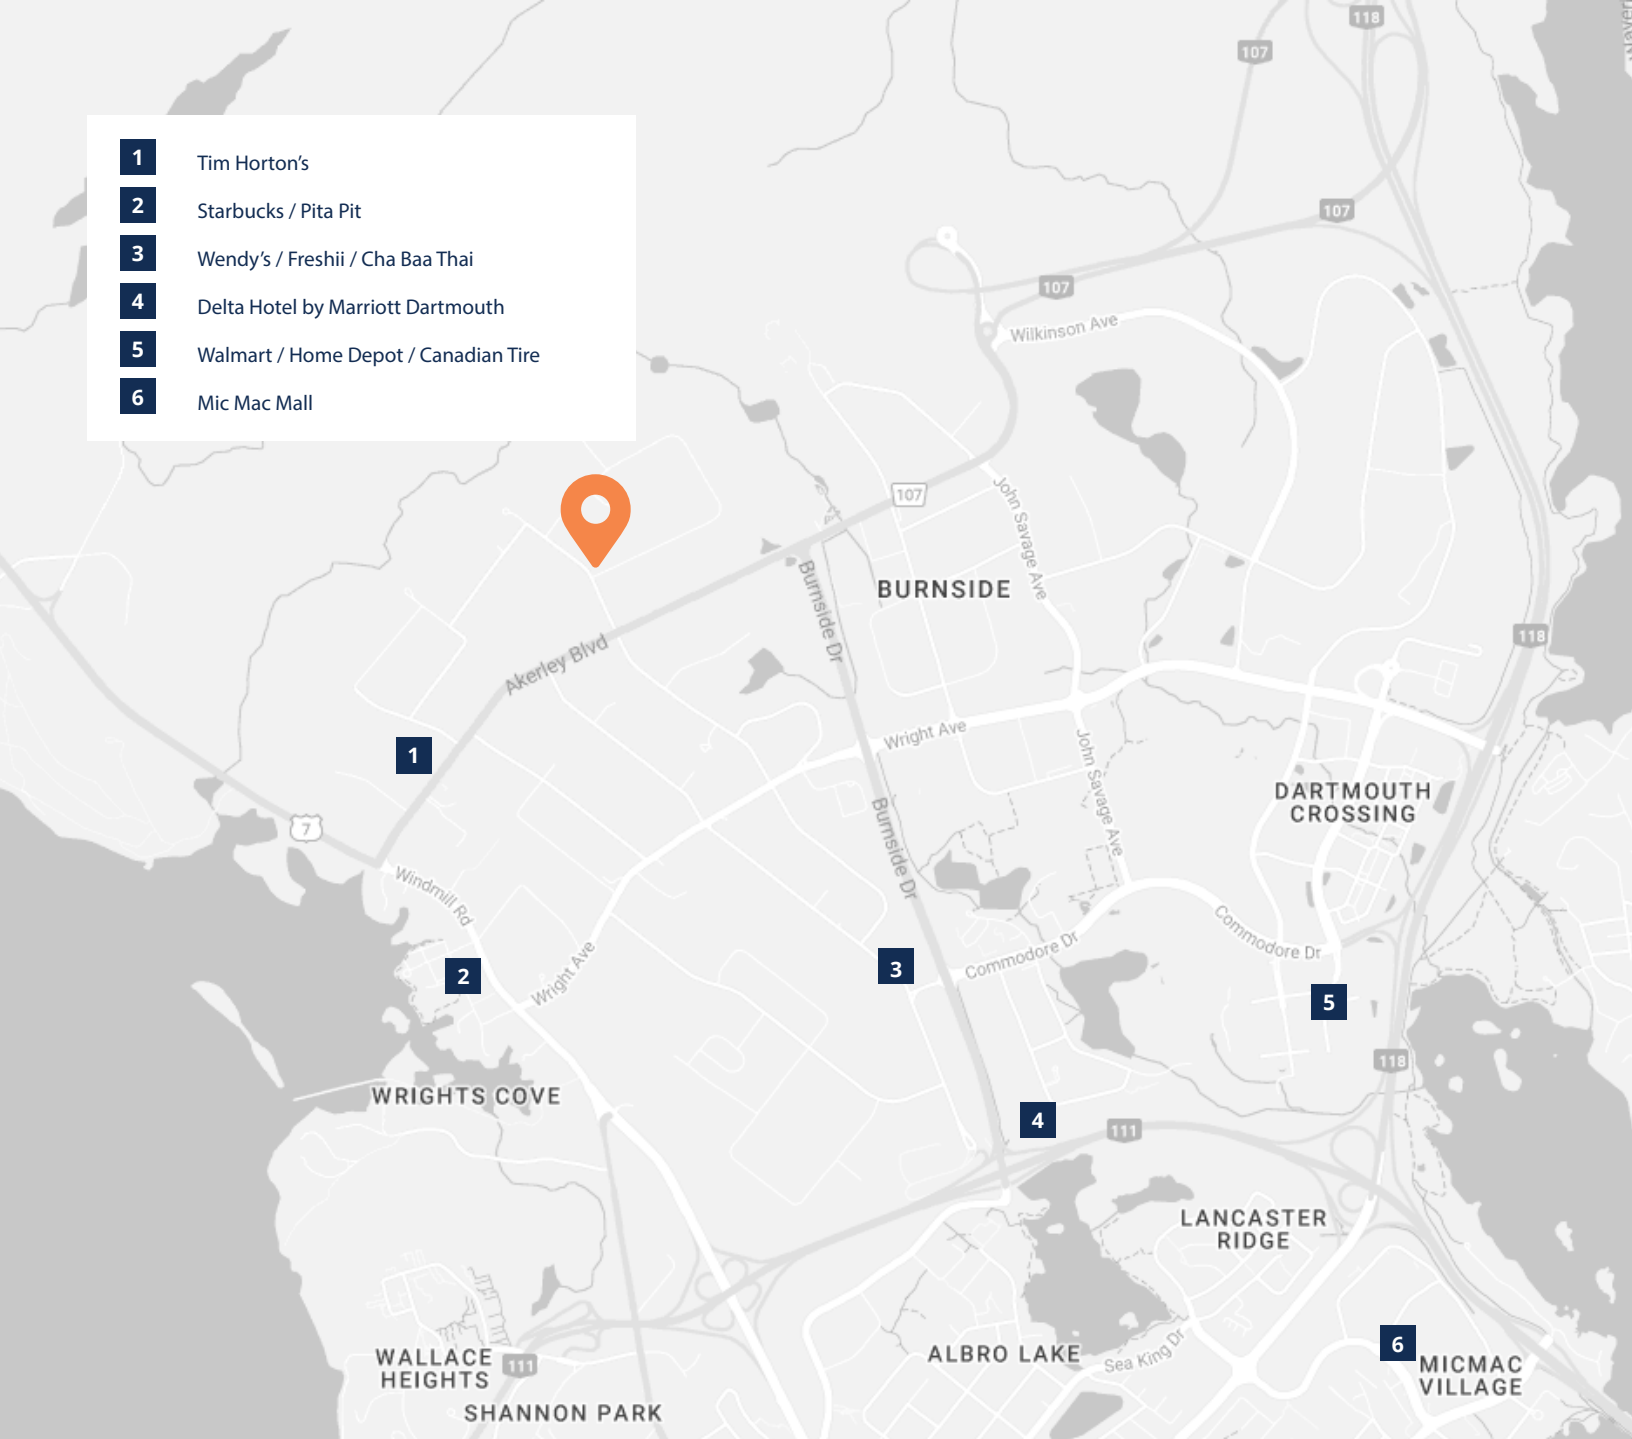 118
107
1 Tim Horton’s
2 Starbucks / Pita Pit
3 Wendy’s / Freshii / Cha Baa Thai
4 Delta Hotel by Marriott Dartmouth
5 Walmart / Home Depot / Canadian Tire
6 Mic Mac Mall
107
107
Wilkinson Ave
107
John Savage Ave
BURNSIDE
Burnside Dr
118
Akerley Blvd
Wright Ave
1
John Savage Ave
DARTMOUTH
CROSSING
7
Burnside Dr
Windmill Rd
Commodore Dr
Commodore Dr
Wright Ave
2
3
5
118
WRIGHTS COVE
4
111
LANCASTER
RIDGE
6
ALBRO LAKE
Sea King Dr
WALLACE
HEIGHTS
111
MICMAC
VILLAGE
SHANNON PARK